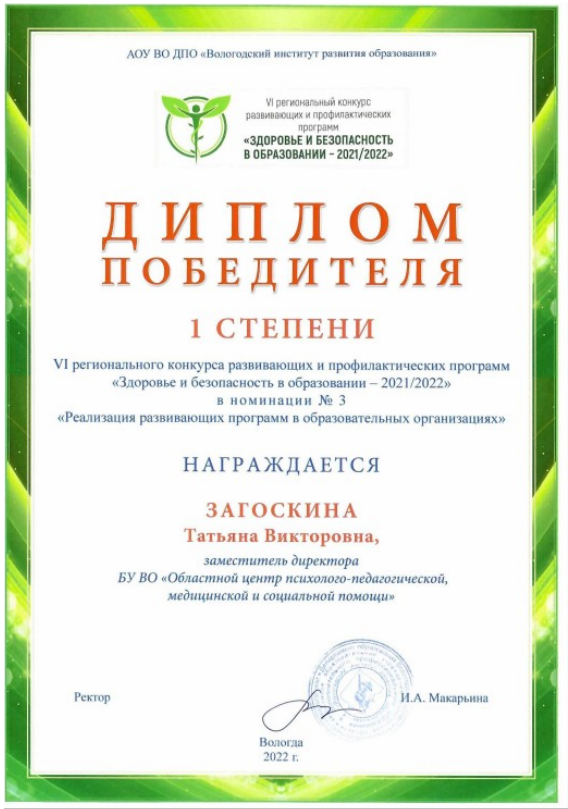 АОУ ВО ДПО «Вологодский институт развития образования»
VI региональный конкурс
развивающих и профилактических
программ
«ЗДОРОВЬЕ И БЕЗОПАСНОСТЬ
В ОБРАЗОВАНИИ – 2021/2022»
ДИПЛОМ
ПОБЕДИТЕЛЯ
1 СТЕПЕНИ
VI регионального конкурса развивающих и профилактических программ
«Здоровье и безопасность в образовании – 2021/2022»
в номинации № 3
«Реализация развивающих программ в образовательных организациях»
НАГРАЖДАЕТСЯ
ЗАГОСКИНА
Татьяна Викторовна,
заместитель директора
БУ ВО «Областной центр психолого-педагогической,
медицинской и социальной помощи»
Ректор
И.А. Макарьина
Вологда
2022 г.